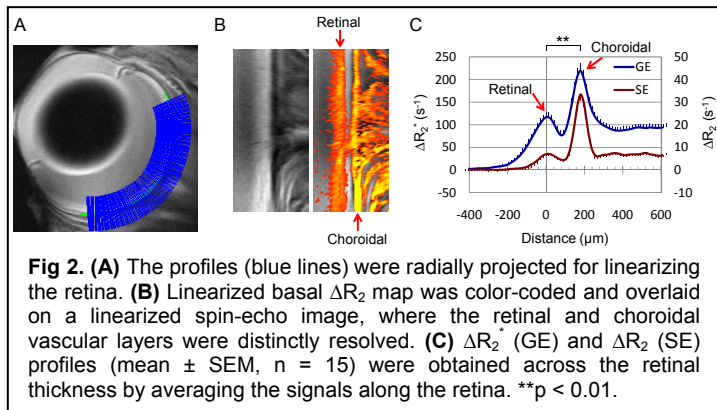 A
B
Retinal
Choroidal
C
**
Choroidal
Retinal
GE
SE
ΔR₂* (s⁻¹)
250
200
150
100
50
0
-50
50
40
30
20
10
0
-10
ΔR₂ (s⁻¹)
-400 -200 0 200 400 600
Distance (µm)
Fig 2. (A) The profiles (blue lines) were radially projected for linearizing
the retina. (B) Linearized basal ΔR₂ map was color-coded and overlaid
on a linearized spin-echo image, where the retinal and choroidal
vascular layers were distinctly resolved. (C) ΔR₂* (GE) and ΔR₂ (SE)
profiles (mean ± SEM, n = 15) were obtained across the retinal
thickness by averaging the signals along the retina. **p < 0.01.